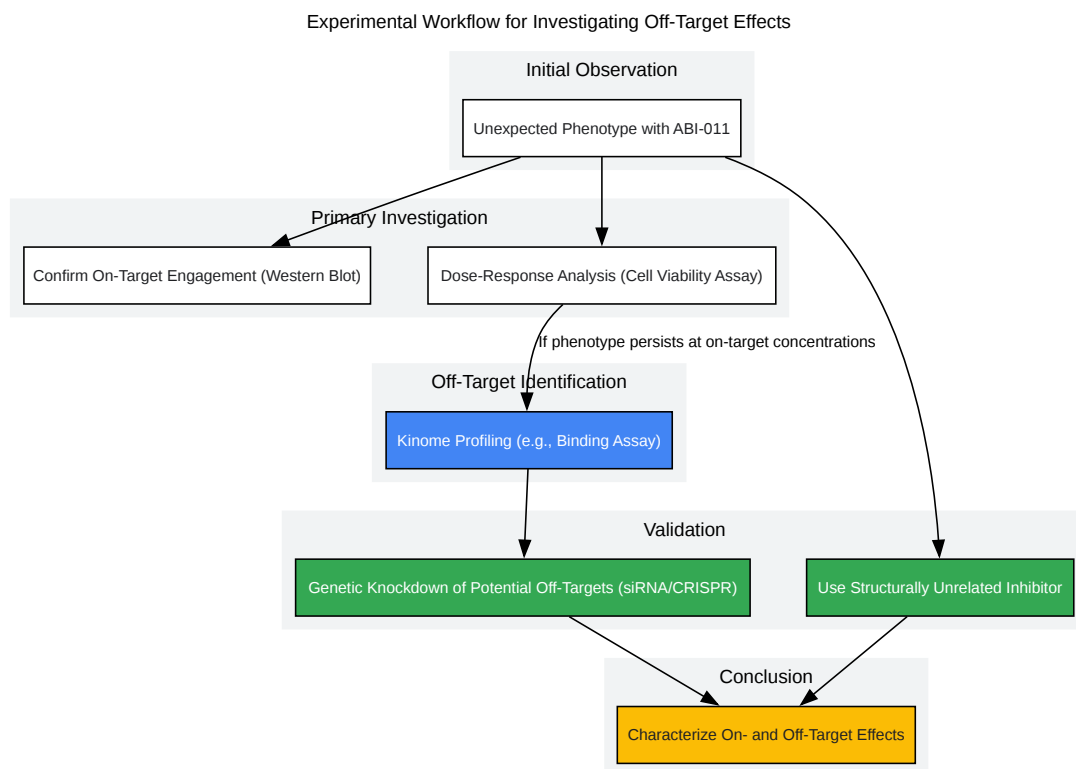 Experimental Workflow for Investigating Off-Target Effects
Initial Observation
Unexpected Phenotype with ABI-011
Primary Investigation
Confirm On-Target Engagement (Western Blot)
Dose-Response Analysis (Cell Viability Assay)
If phenotype persists at on-target concentrations
Off-Target Identification
Kinome Profiling (e.g., Binding Assay)
Validation
Genetic Knockdown of Potential Off-Targets (siRNA/CRISPR)
Use Structurally Unrelated Inhibitor
Conclusion
Characterize On- and Off-Target Effects